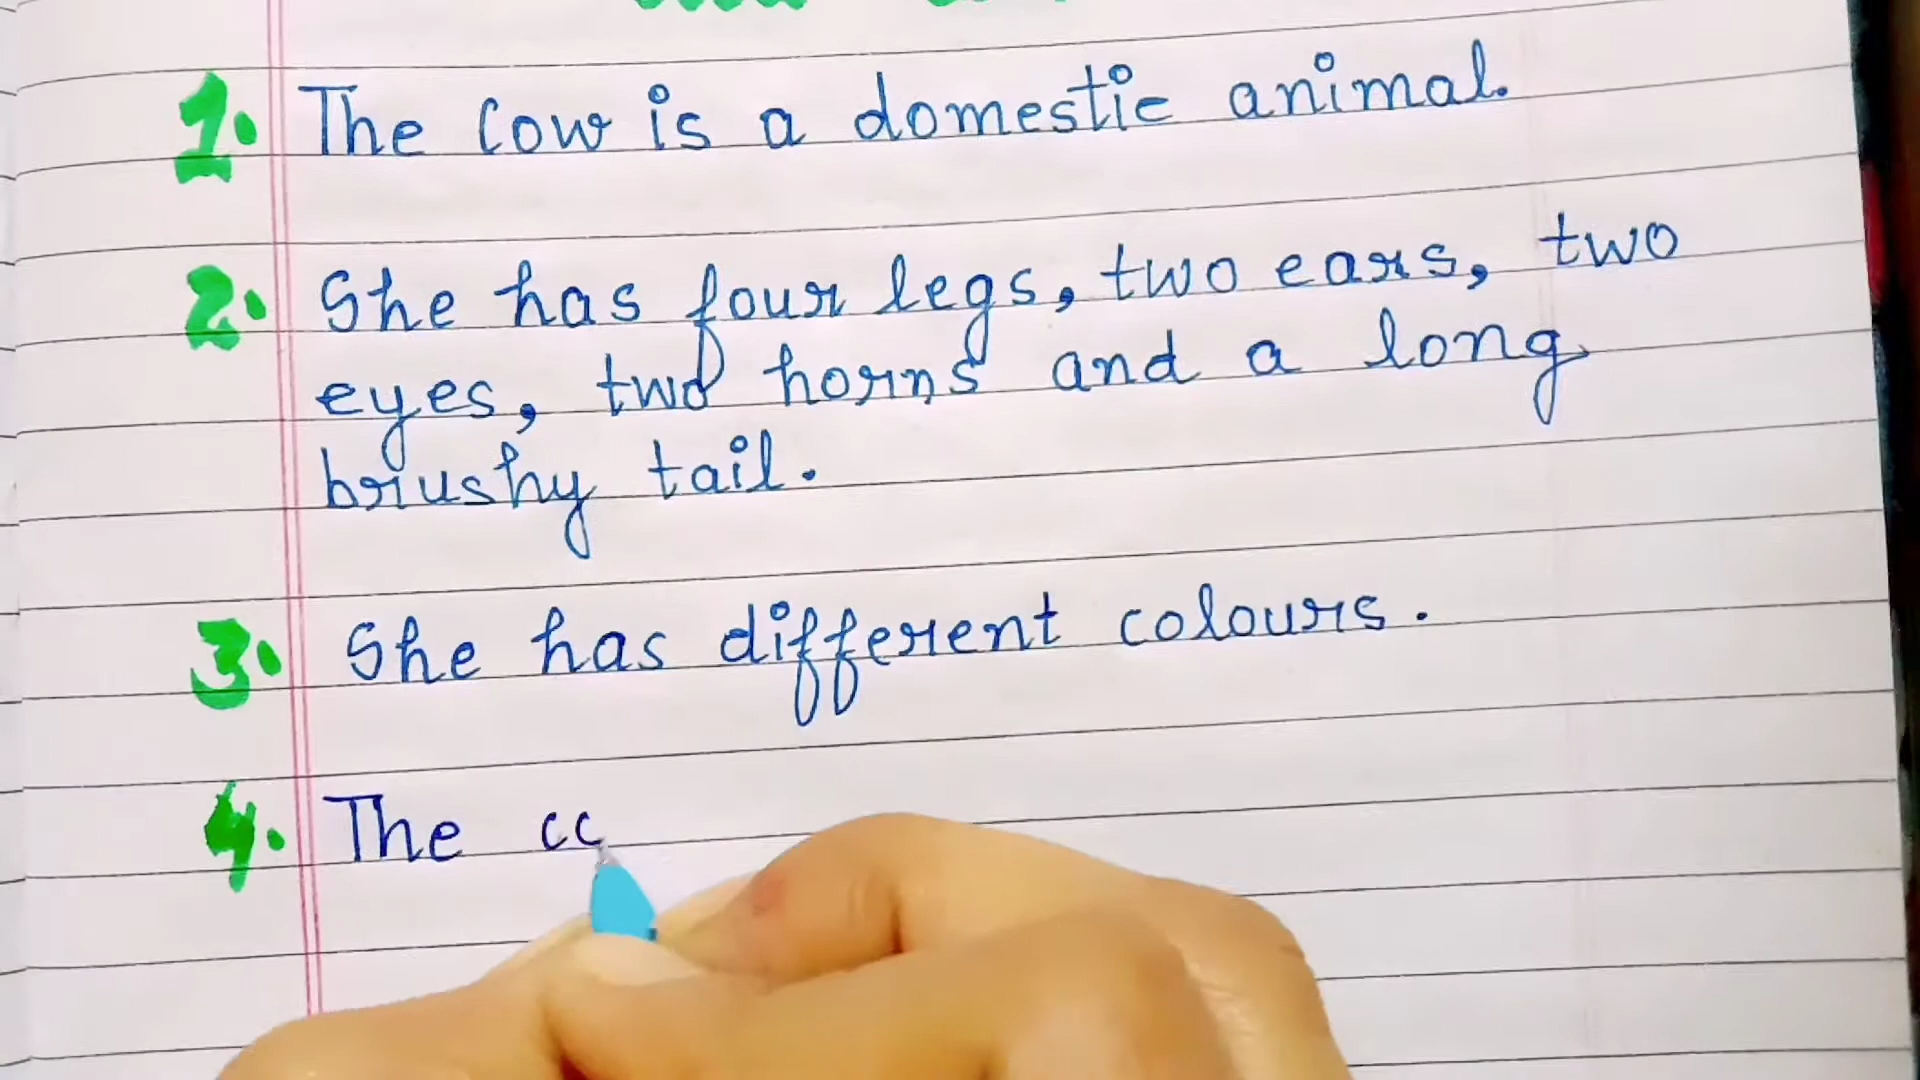 1. The Cow is a domestic animal.
2. She has four legs, two ears, two
eyes, two horns and a long
brushy tail.
3. She has different colours.
4. The